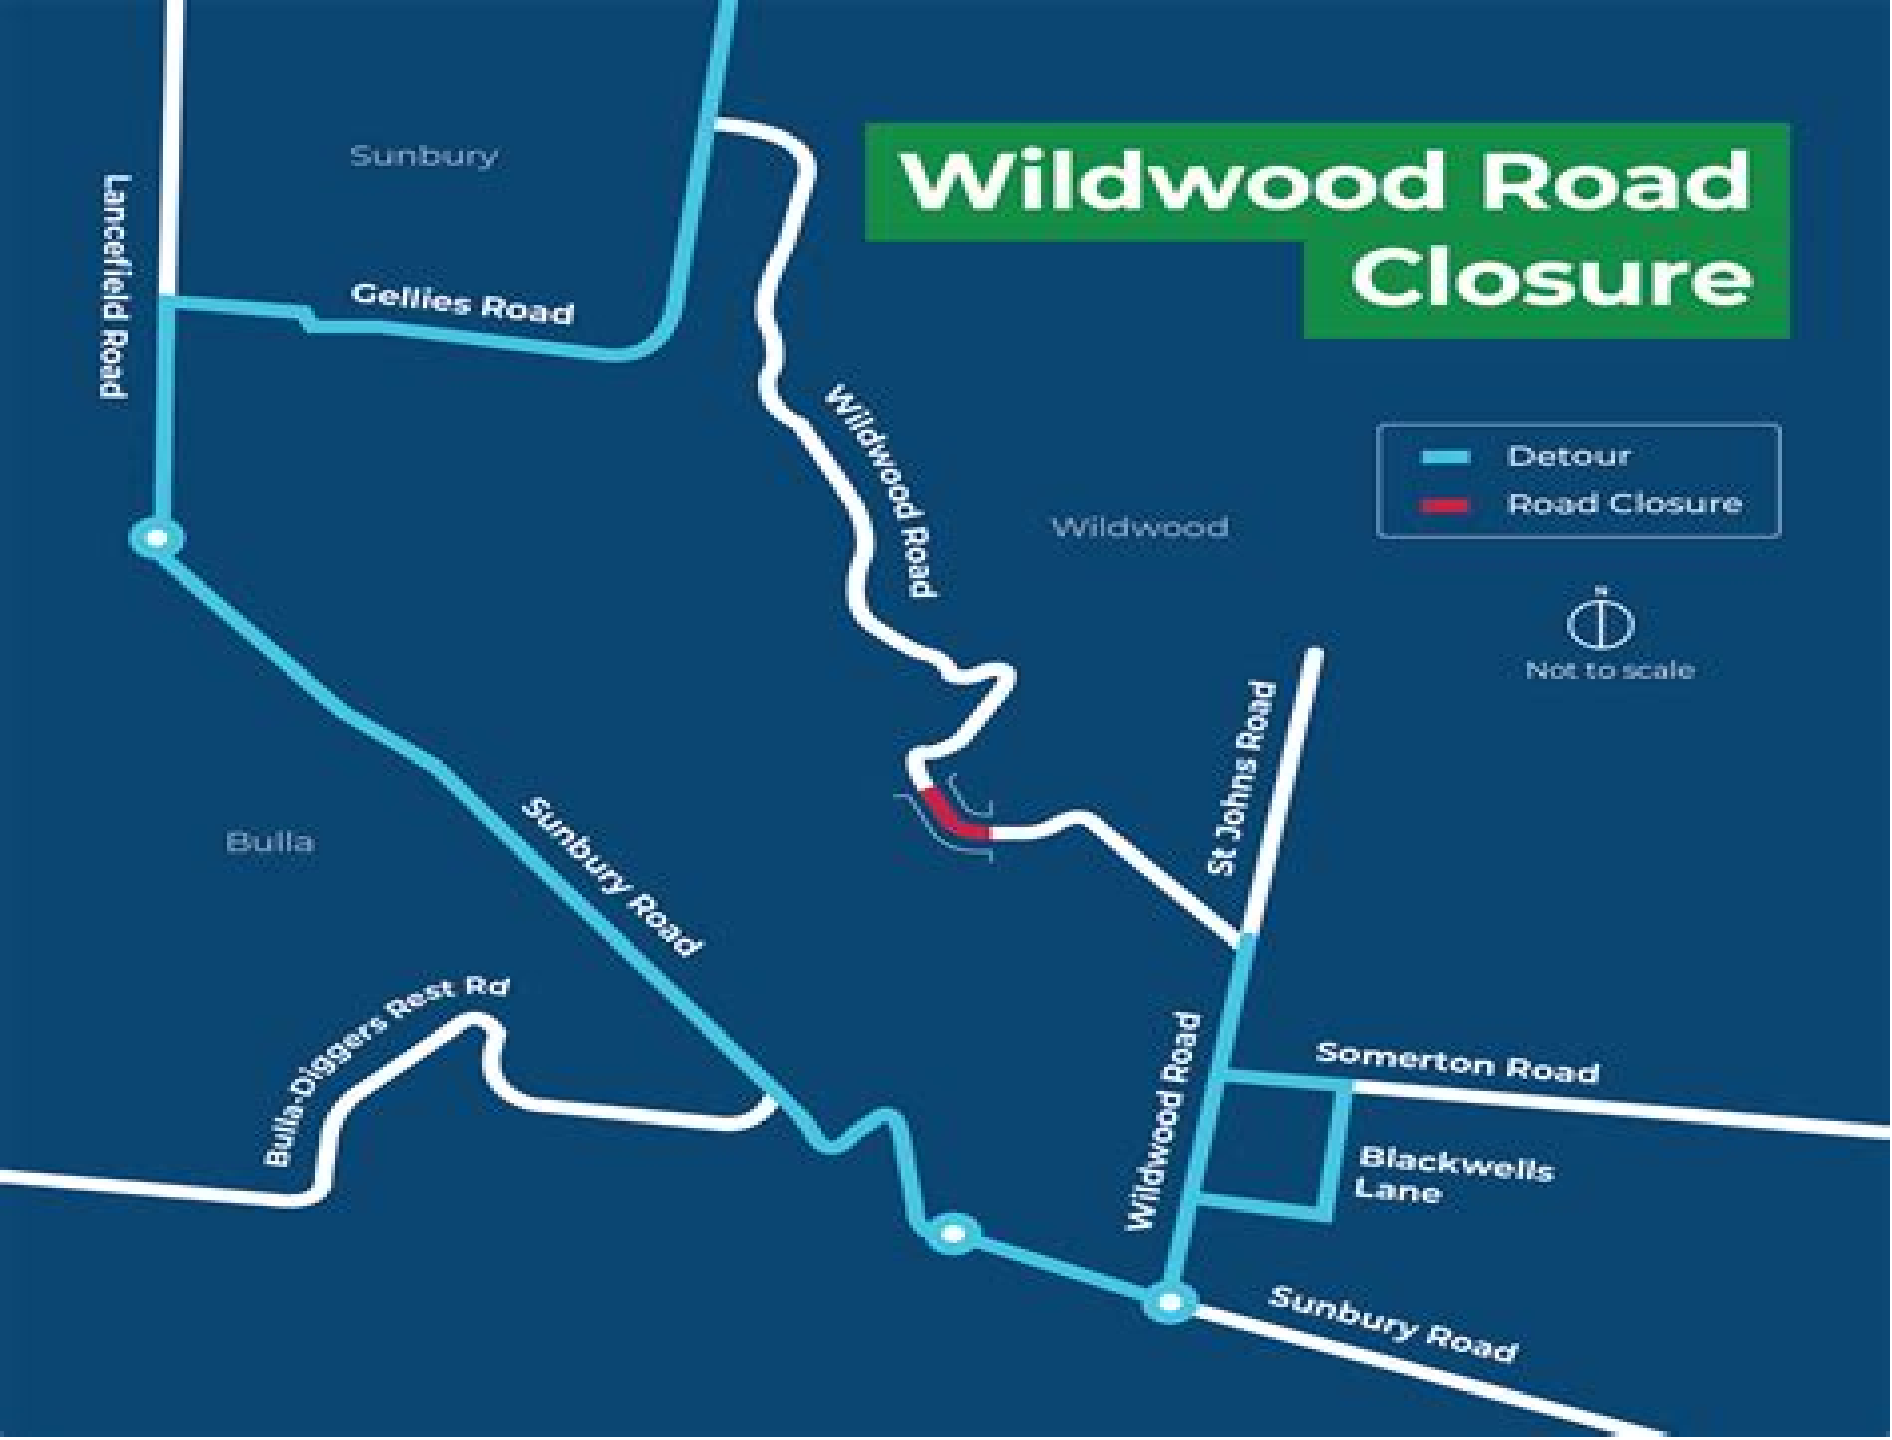 Wildwood Road
Closure
Sunbury
Lancefield Road
Gellies Road
Wildwood Road
Detour
Road Closure
Wildwood
N
Not to scale
St Johns Road
Bulla
Sunbury Road
Bulla-Diggers Rest Rd
Wildwood Road
Somerton Road
Blackwells
Lane
Sunbury Road